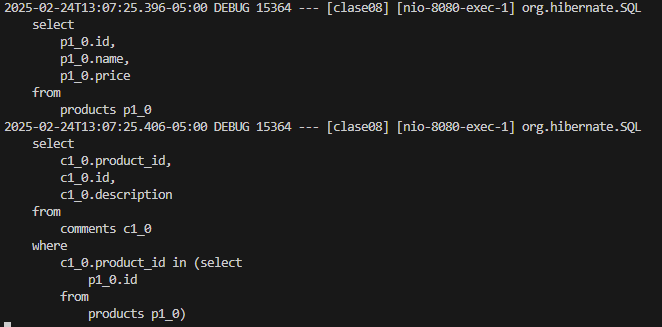 2025-02-24T13:07:25.396-05:00 DEBUG 15364 --- [clase08] [nio-8080-exec-1] org.hibernate.SQL
    select
        p1_0.id,
        p1_0.name,
        p1_0.price
    from
        products p1_0
2025-02-24T13:07:25.406-05:00 DEBUG 15364 --- [clase08] [nio-8080-exec-1] org.hibernate.SQL
    select
        c1_0.product_id,
        c1_0.id,
        c1_0.description
    from
        comments c1_0
    where
        c1_0.product_id in (select
            p1_0.id
        from
            products p1_0)